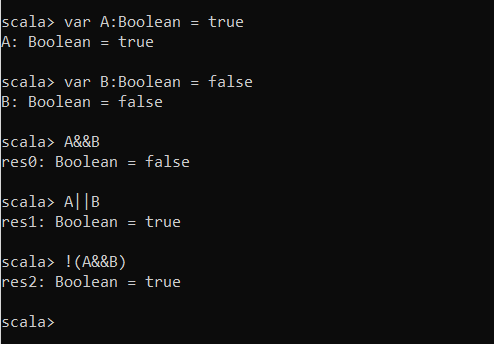 scala> var A:Boolean = true
A: Boolean = true
scala> var B:Boolean = false
B: Boolean = false
scala> A&&B
res0: Boolean = false
scala> A||B
res1: Boolean = true
scala> !(A&&B)
res2: Boolean = true
scala>